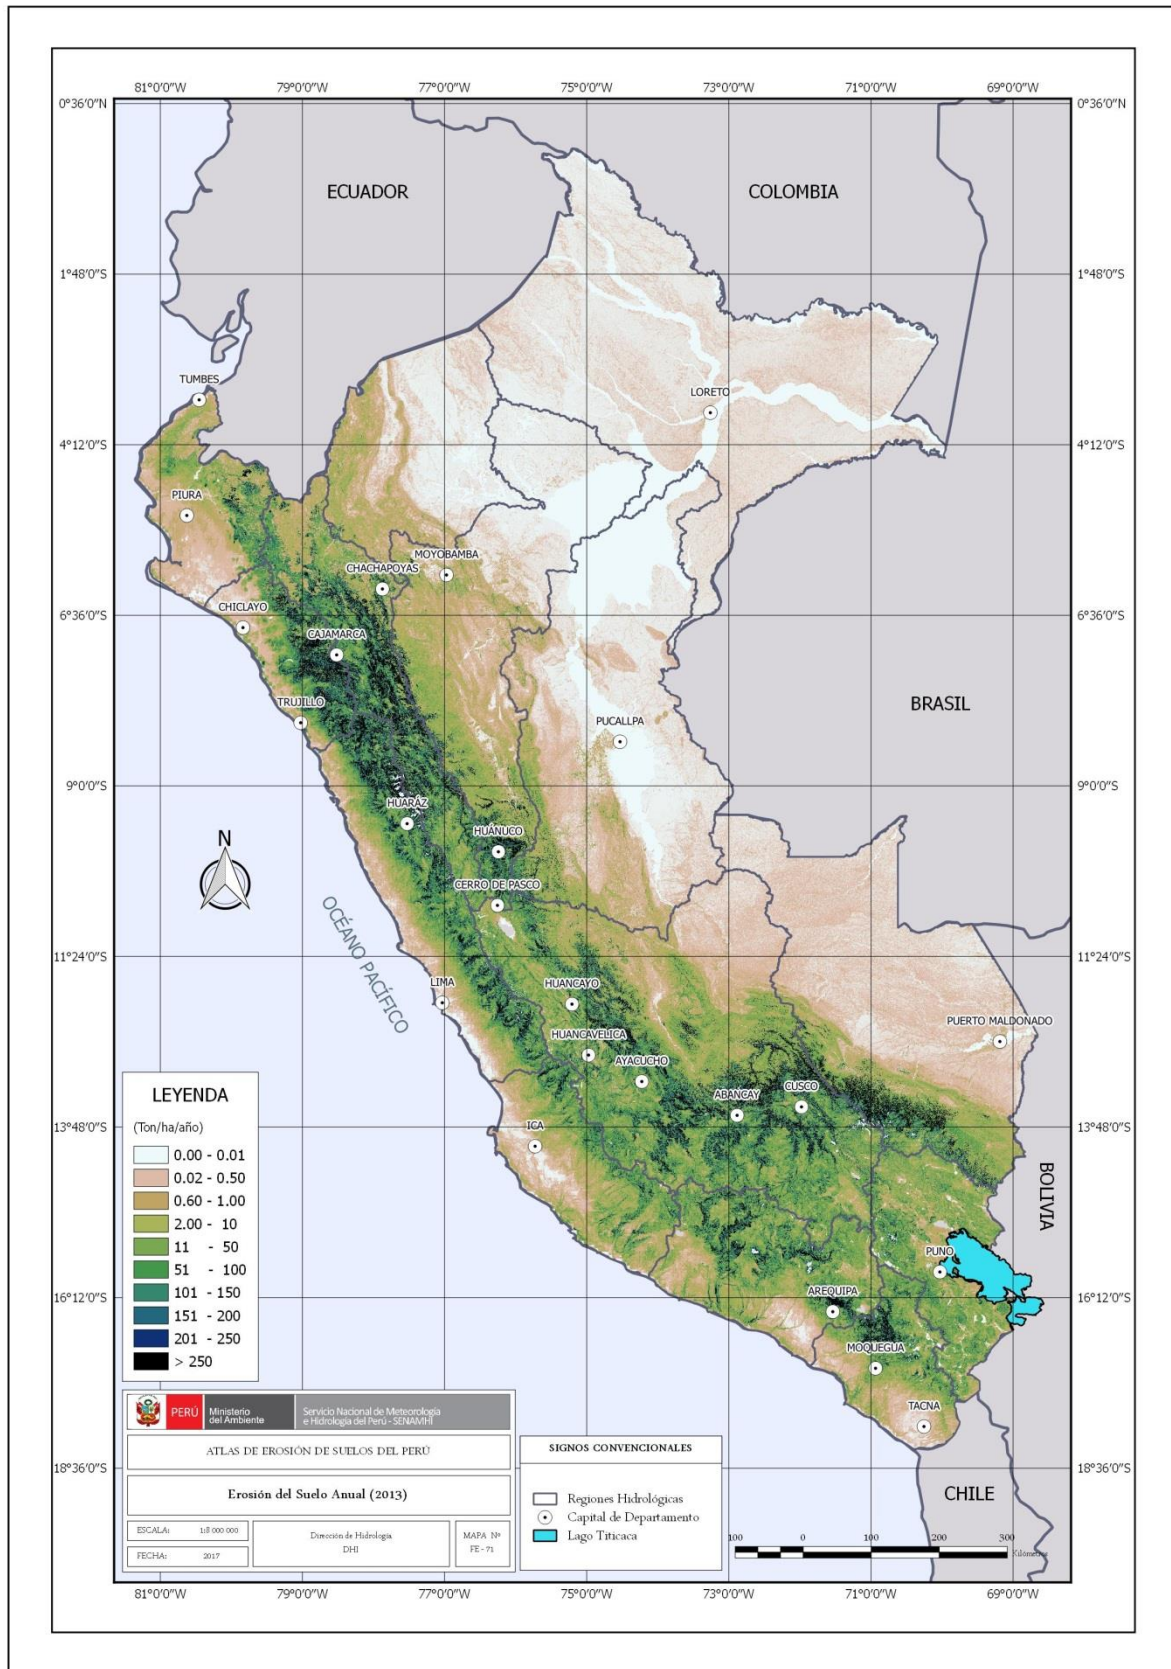 81°0'0"W 79°0'0"W 77°0'0"W 75°0'0"W 73°0'0"W 71°0'0"W 69°0'0"W
0°36'0"N 0°36'0"N
ECUADOR
COLOMBIA
1°48'0"S 1°48'0"S
TUMBES
LORETO
4°12'0"S 4°12'0"S
PIURA
MOYOBAMBA
CHACHAPOYAS
CHICLAYO
6°36'0"S 6°36'0"S
CAJAMARCA
TRUJILLO
BRASIL
PUCALLPA
9°0'0"S 9°0'0"S
HUARÁZ
N
HUÁNUCO
CERRO DE PASCO
OCÉANO PACÍFICO
11°24'0"S 11°24'0"S
LIMA
HUANCAYO
PUERTO MALDONADO
HUANCAVELICA
AYACUCHO
ABANCAY
CUSCO
13°48'0"S 13°48'0"S
ICA
BOLIVIA
PUNO
AREQUIPA
16°12'0"S 16°12'0"S
MOQUEGUA
TACNA
18°36'0"S 18°36'0"S
CHILE
LEYENDA
(Ton/ha/año)
0.00 - 0.01
0.02 - 0.50
0.60 - 1.00
2.00 - 10
11 - 50
51 - 100
101 - 150
151 - 200
201 - 250
> 250
PERÚ
Ministerio
del Ambiente
Servicio Nacional de Meteorología
e Hidrología del Perú - SENAMHI
ATLAS DE EROSIÓN DE SUELOS DEL PERÚ
Erosión del Suelo Anual (2013)
ESCALA: 1:8 000 000
FECHA: 2017
Dirección de Hidrología
DHI
MAPA Nº
FE - 71
SIGNOS CONVENCIONALES
Regiones Hidrológicas
Capital de Departamento
Lago Titicaca
100 0 100 200 300
Kilómetros
81°0'0"W 79°0'0"W 77°0'0"W 75°0'0"W 73°0'0"W 71°0'0"W 69°0'0"W